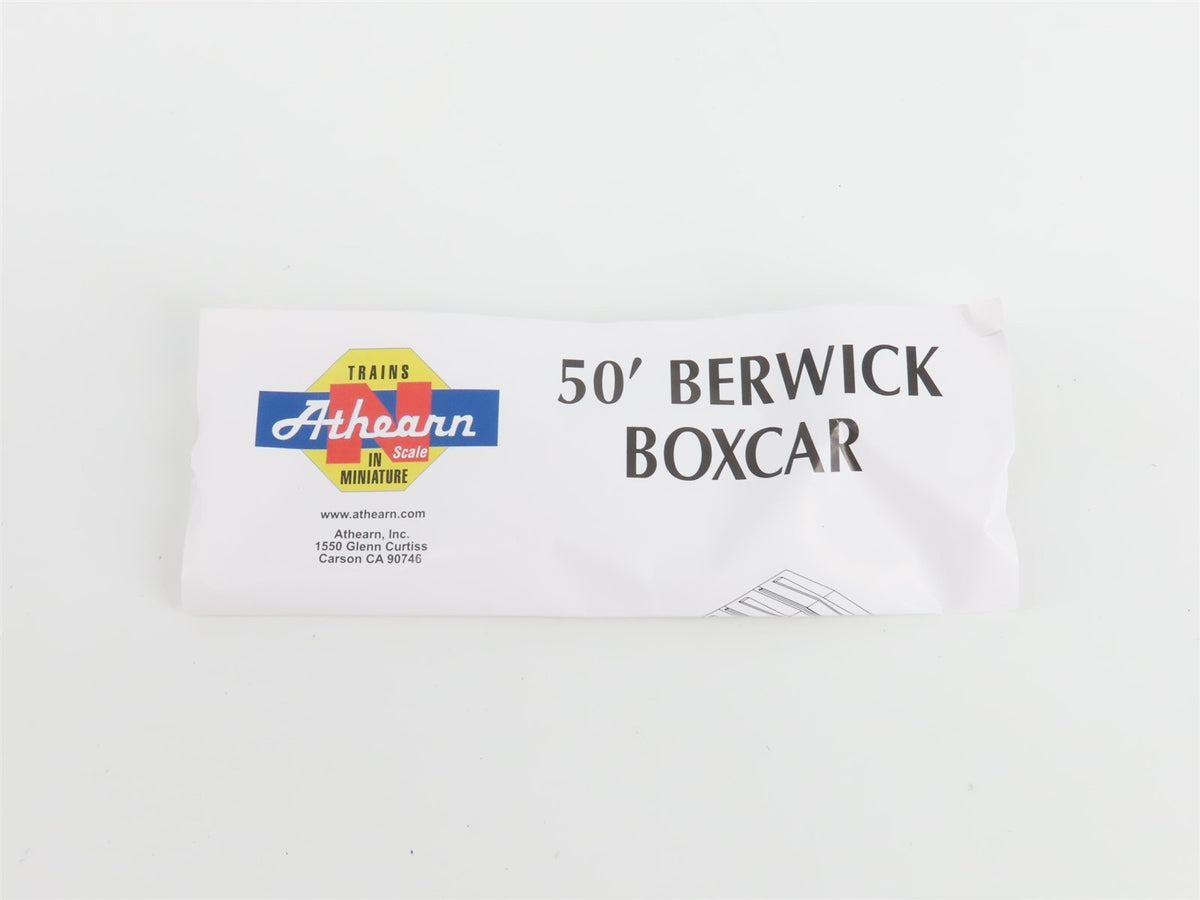 TRAINS
N
Athearn
Scale
IN
MINIATURE
www.athearn.com
Athearn, Inc.
1550 Glenn Curtiss
Carson CA 90746
50′ BERWICK
BOXCAR